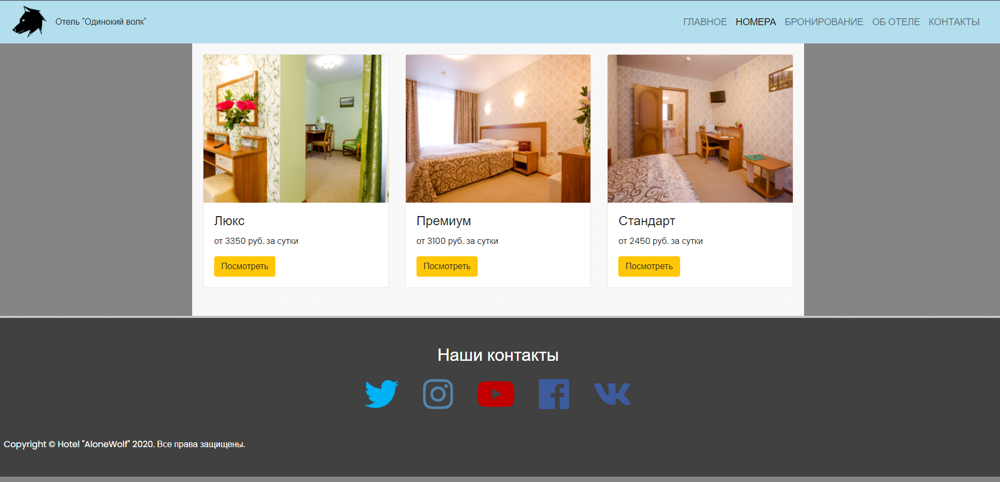 Отель "Одинокий волк"
ГЛАВНОЕ НОМЕРА БРОНИРОВАНИЕ ОБ ОТЕЛЕ КОНТАКТЫ
Люкс
от 3350 руб. за сутки
Посмотреть
Премиум
от 3100 руб. за сутки
Посмотреть
Стандарт
от 2450 руб. за сутки
Посмотреть
Наши контакты
Copyright © Hotel "AloneWolf" 2020. Все права защищены.